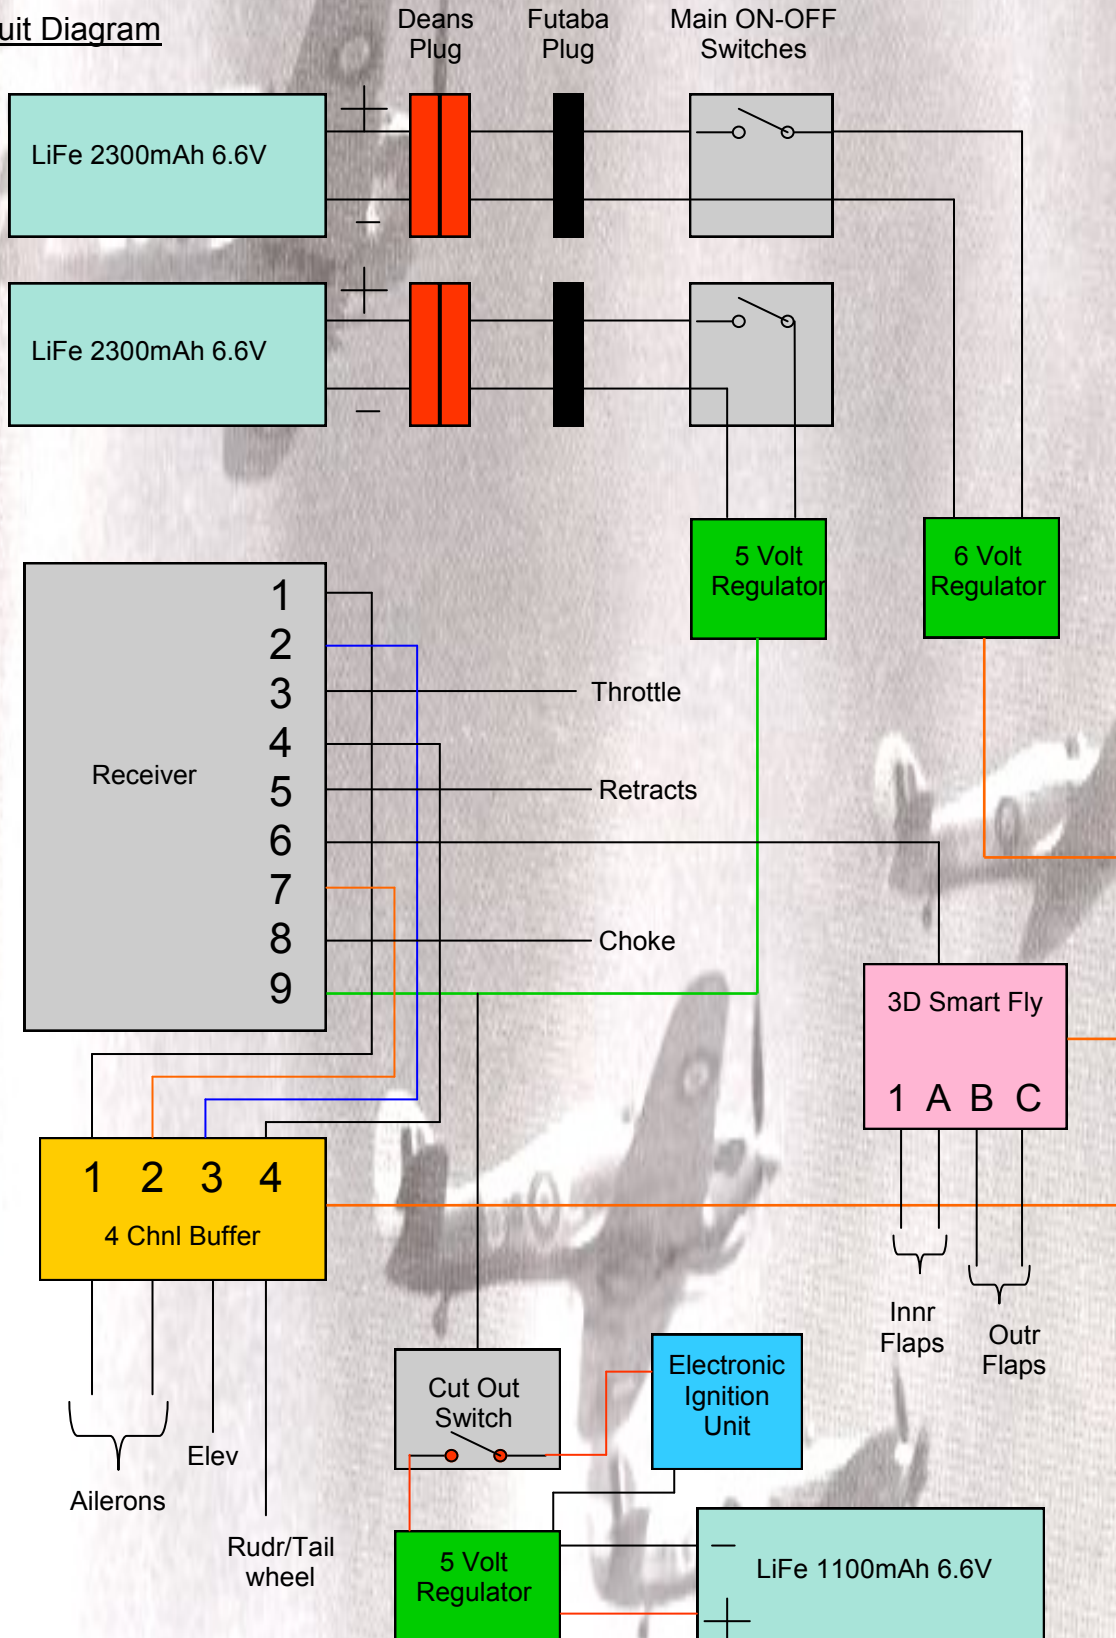 uit Diagram
Deans
Plug
Futaba
Plug
Main ON-OFF
Switches
LiFe 2300mAh 6.6V
+
−
LiFe 2300mAh 6.6V
+
−
5 Volt
Regulator
6 Volt
Regulator
Receiver
1
2
3
4
5
6
7
8
9
Throttle
Retracts
Choke
3D Smart Fly
1 A B C
1 2 3 4
4 Chnl Buffer
Innr
Flaps
Outr
Flaps
Ailerons
Elev
Rudr/Tail
wheel
Cut Out
Switch
Electronic
Ignition
Unit
5 Volt
Regulator
−
LiFe 1100mAh 6.6V
+